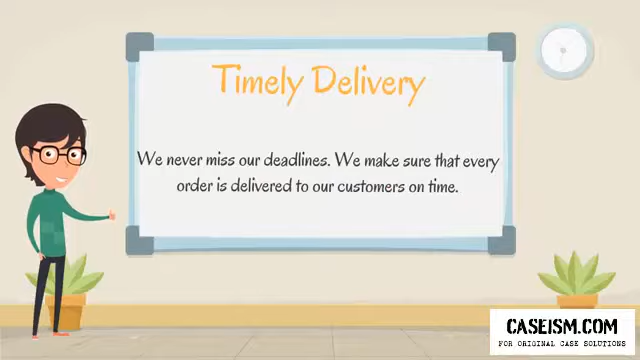 Timely Delivery
We never miss our deadlines. We make sure that every
order is delivered to our customers on time.
CASEISM.COM
FOR ORIGINAL CASE SOLUTIONS